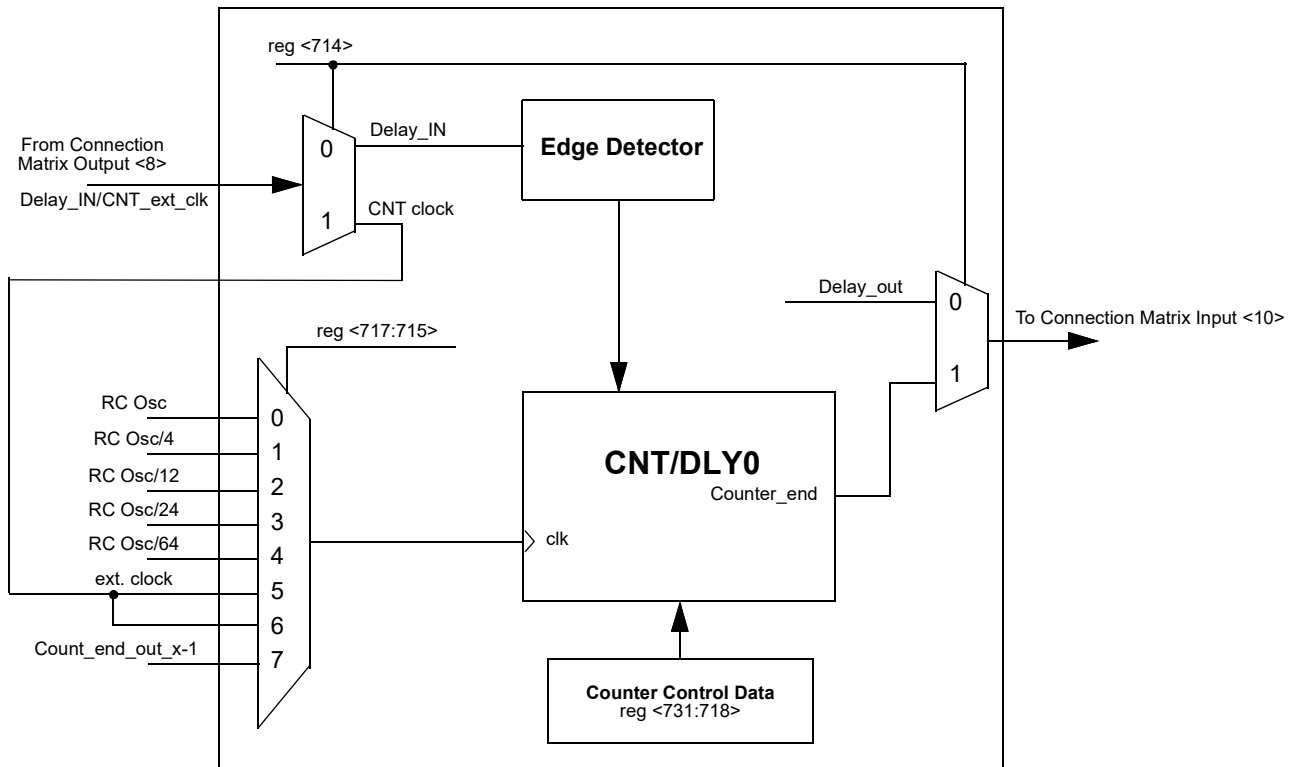 reg <714>
From Connection
Matrix Output <8>
Delay_IN/CNT_ext_clk
0
1
Delay_IN
CNT clock
Edge Detector
Delay_out
0
1
To Connection Matrix Input <10>
reg <717:715>
RC Osc
RC Osc/4
RC Osc/12
RC Osc/24
RC Osc/64
ext. clock
Count_end_out_x-1
0
1
2
3
4
5
6
7
CNT/DLY0
Counter_end
clk
Counter Control Data
reg <731:718>